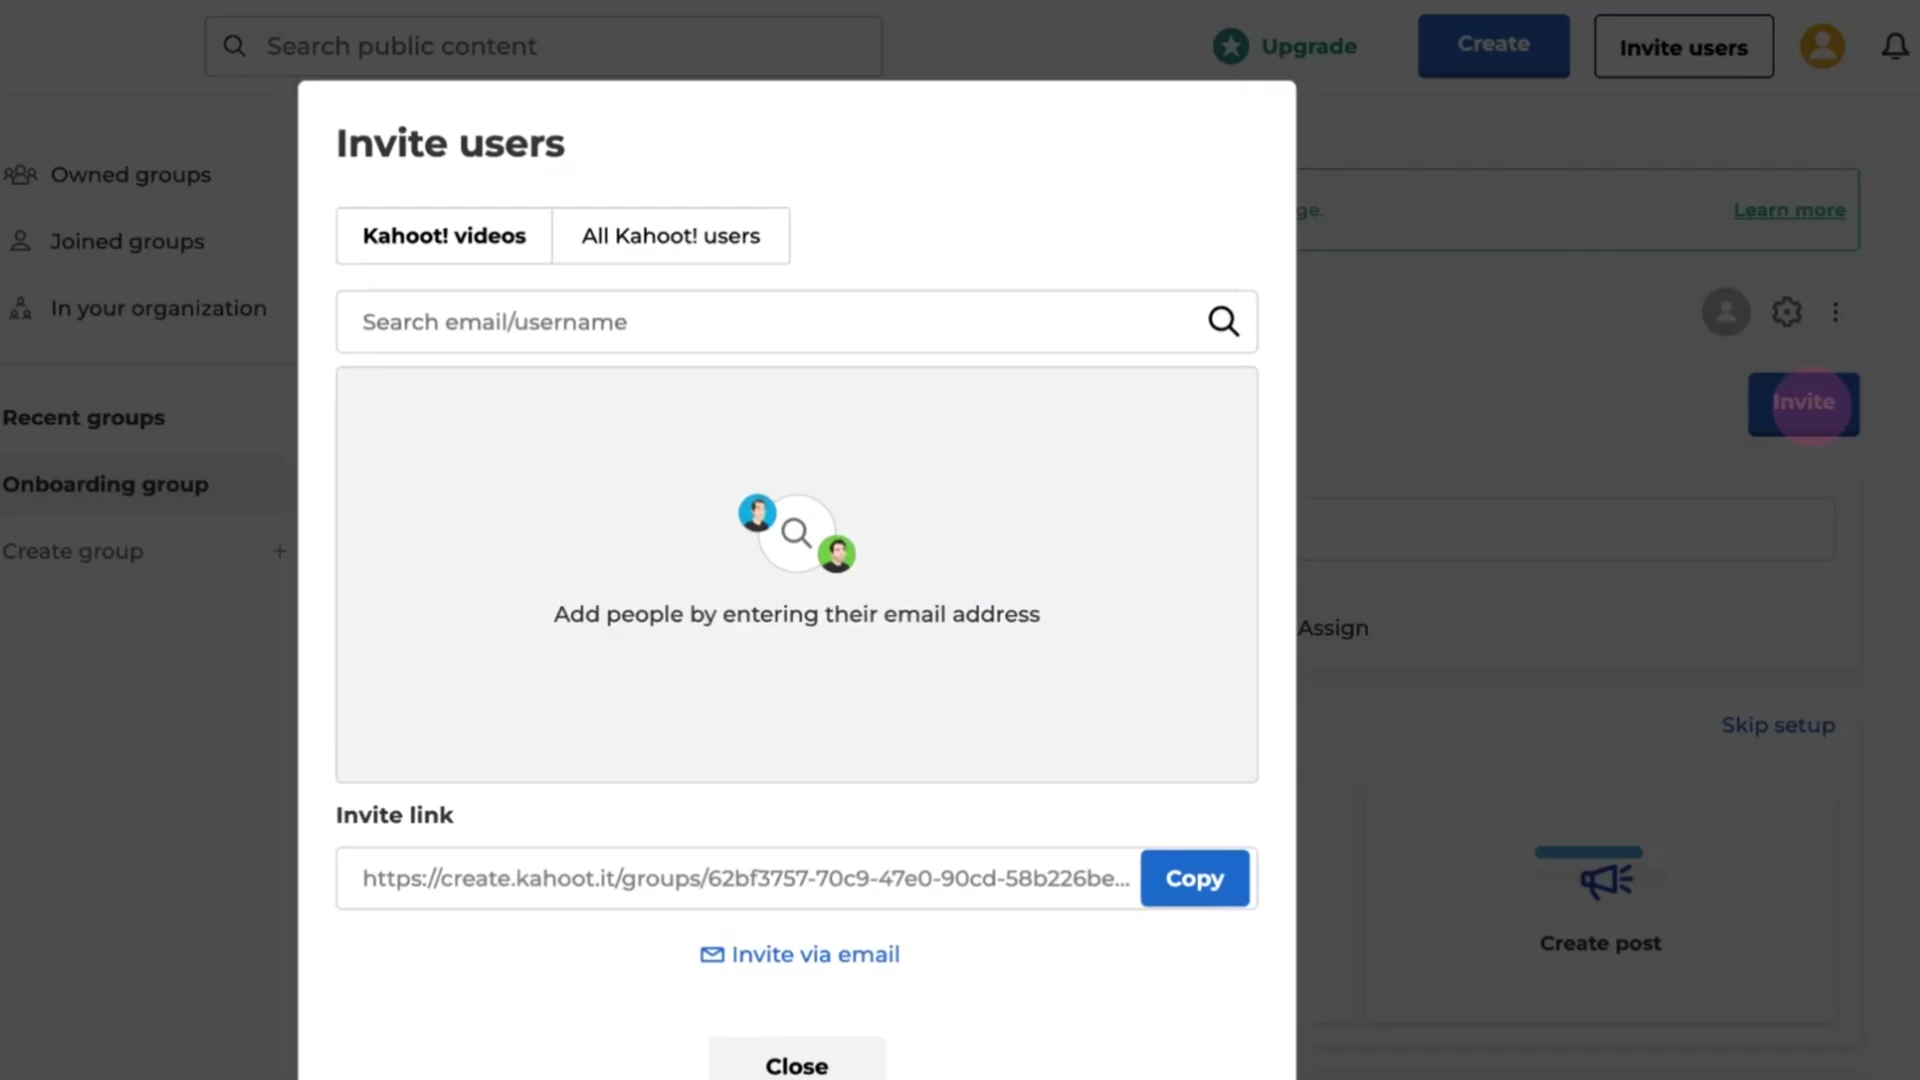 Search public content
Upgrade
Create
Invite users
Owned groups
Joined groups
In your organization
Recent groups
Onboarding group
Create group
Invite users
Kahoot! videos
All Kahoot! users
Search email/username
Add people by entering their email address
Invite link
https://create.kahoot.it/groups/62bf3757-70c9-47e0-90cd-58b226be...
Copy
Invite via email
Close
ge.
Learn more
Invite
Assign
Skip setup
Create post